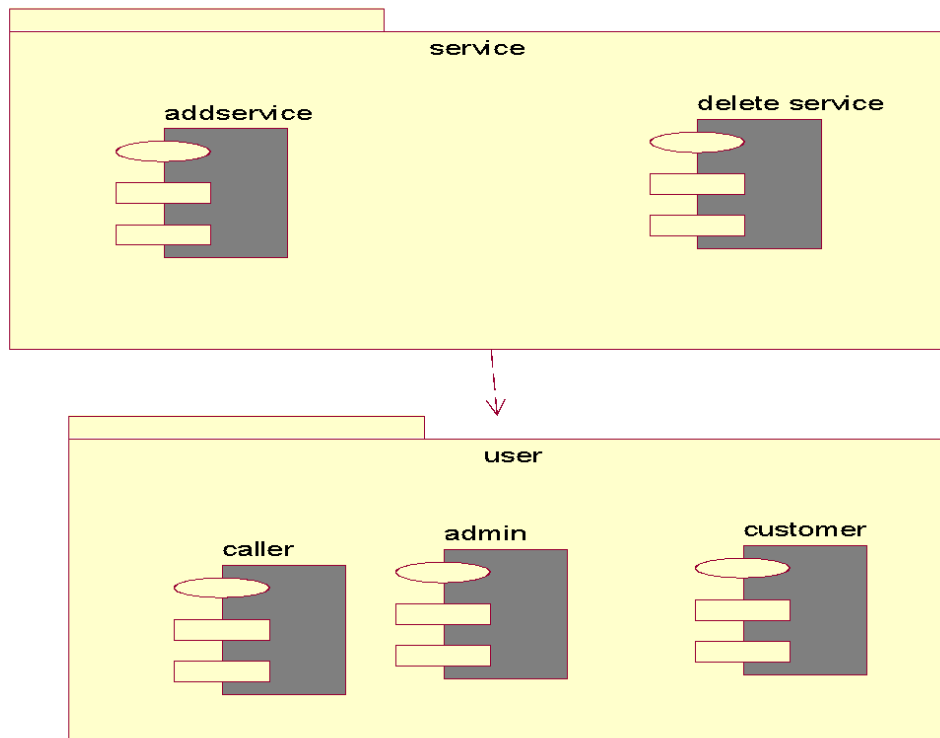 service
addservice
delete service
user
caller
admin
customer